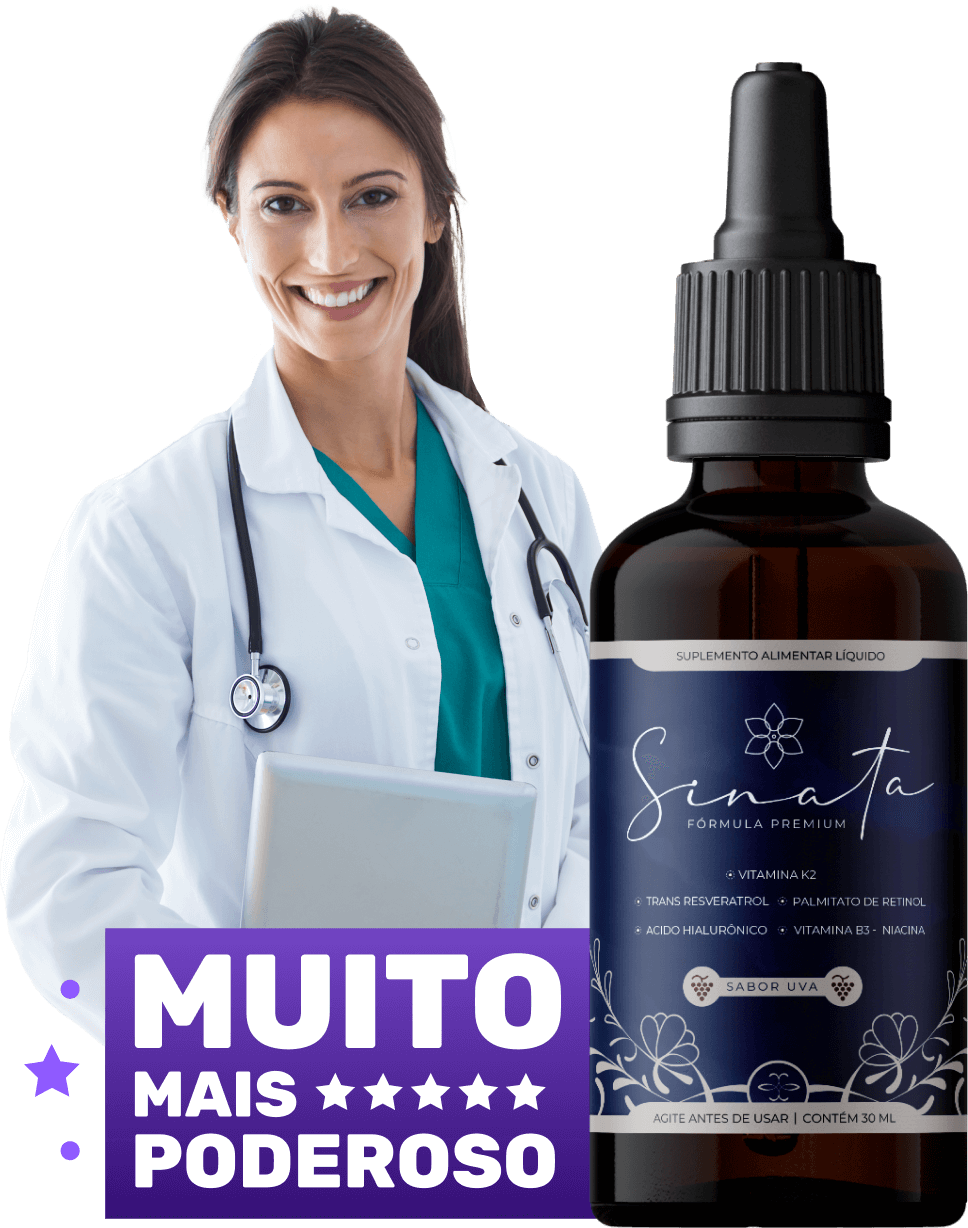 SUPLEMENTO ALIMENTAR LÍQUIDO
Sinata
FÓRMULA PREMIUM
VITAMINA K2
TRANS RESVERATROL PALMITATO DE RETINOL
ACIDO HIALURÔNICO VITAMINA B3 - NIACINA
SABOR UVA
AGITE ANTES DE USAR | CONTÉM 30 ML
MUITO
MAIS
PODEROSO